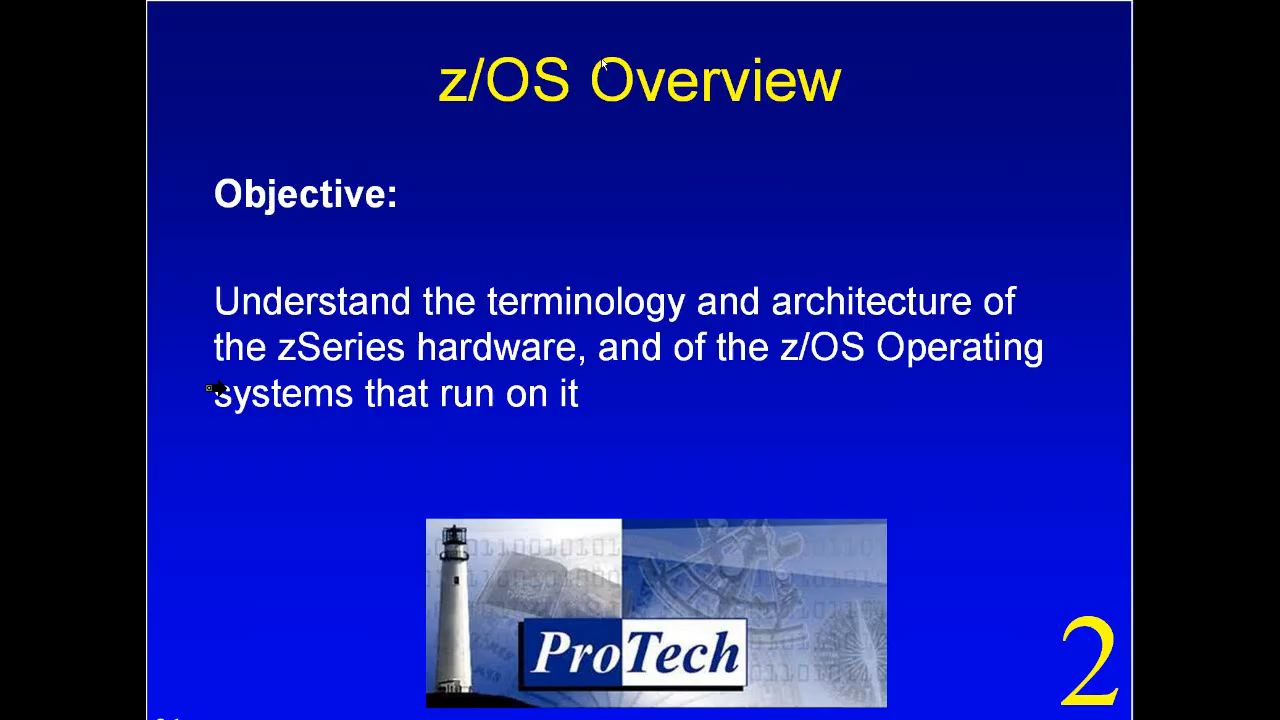 z/OS Overview
Objective:
Understand the terminology and architecture of
the zSeries hardware, and of the z/OS Operating
systems that run on it
ProTech
2